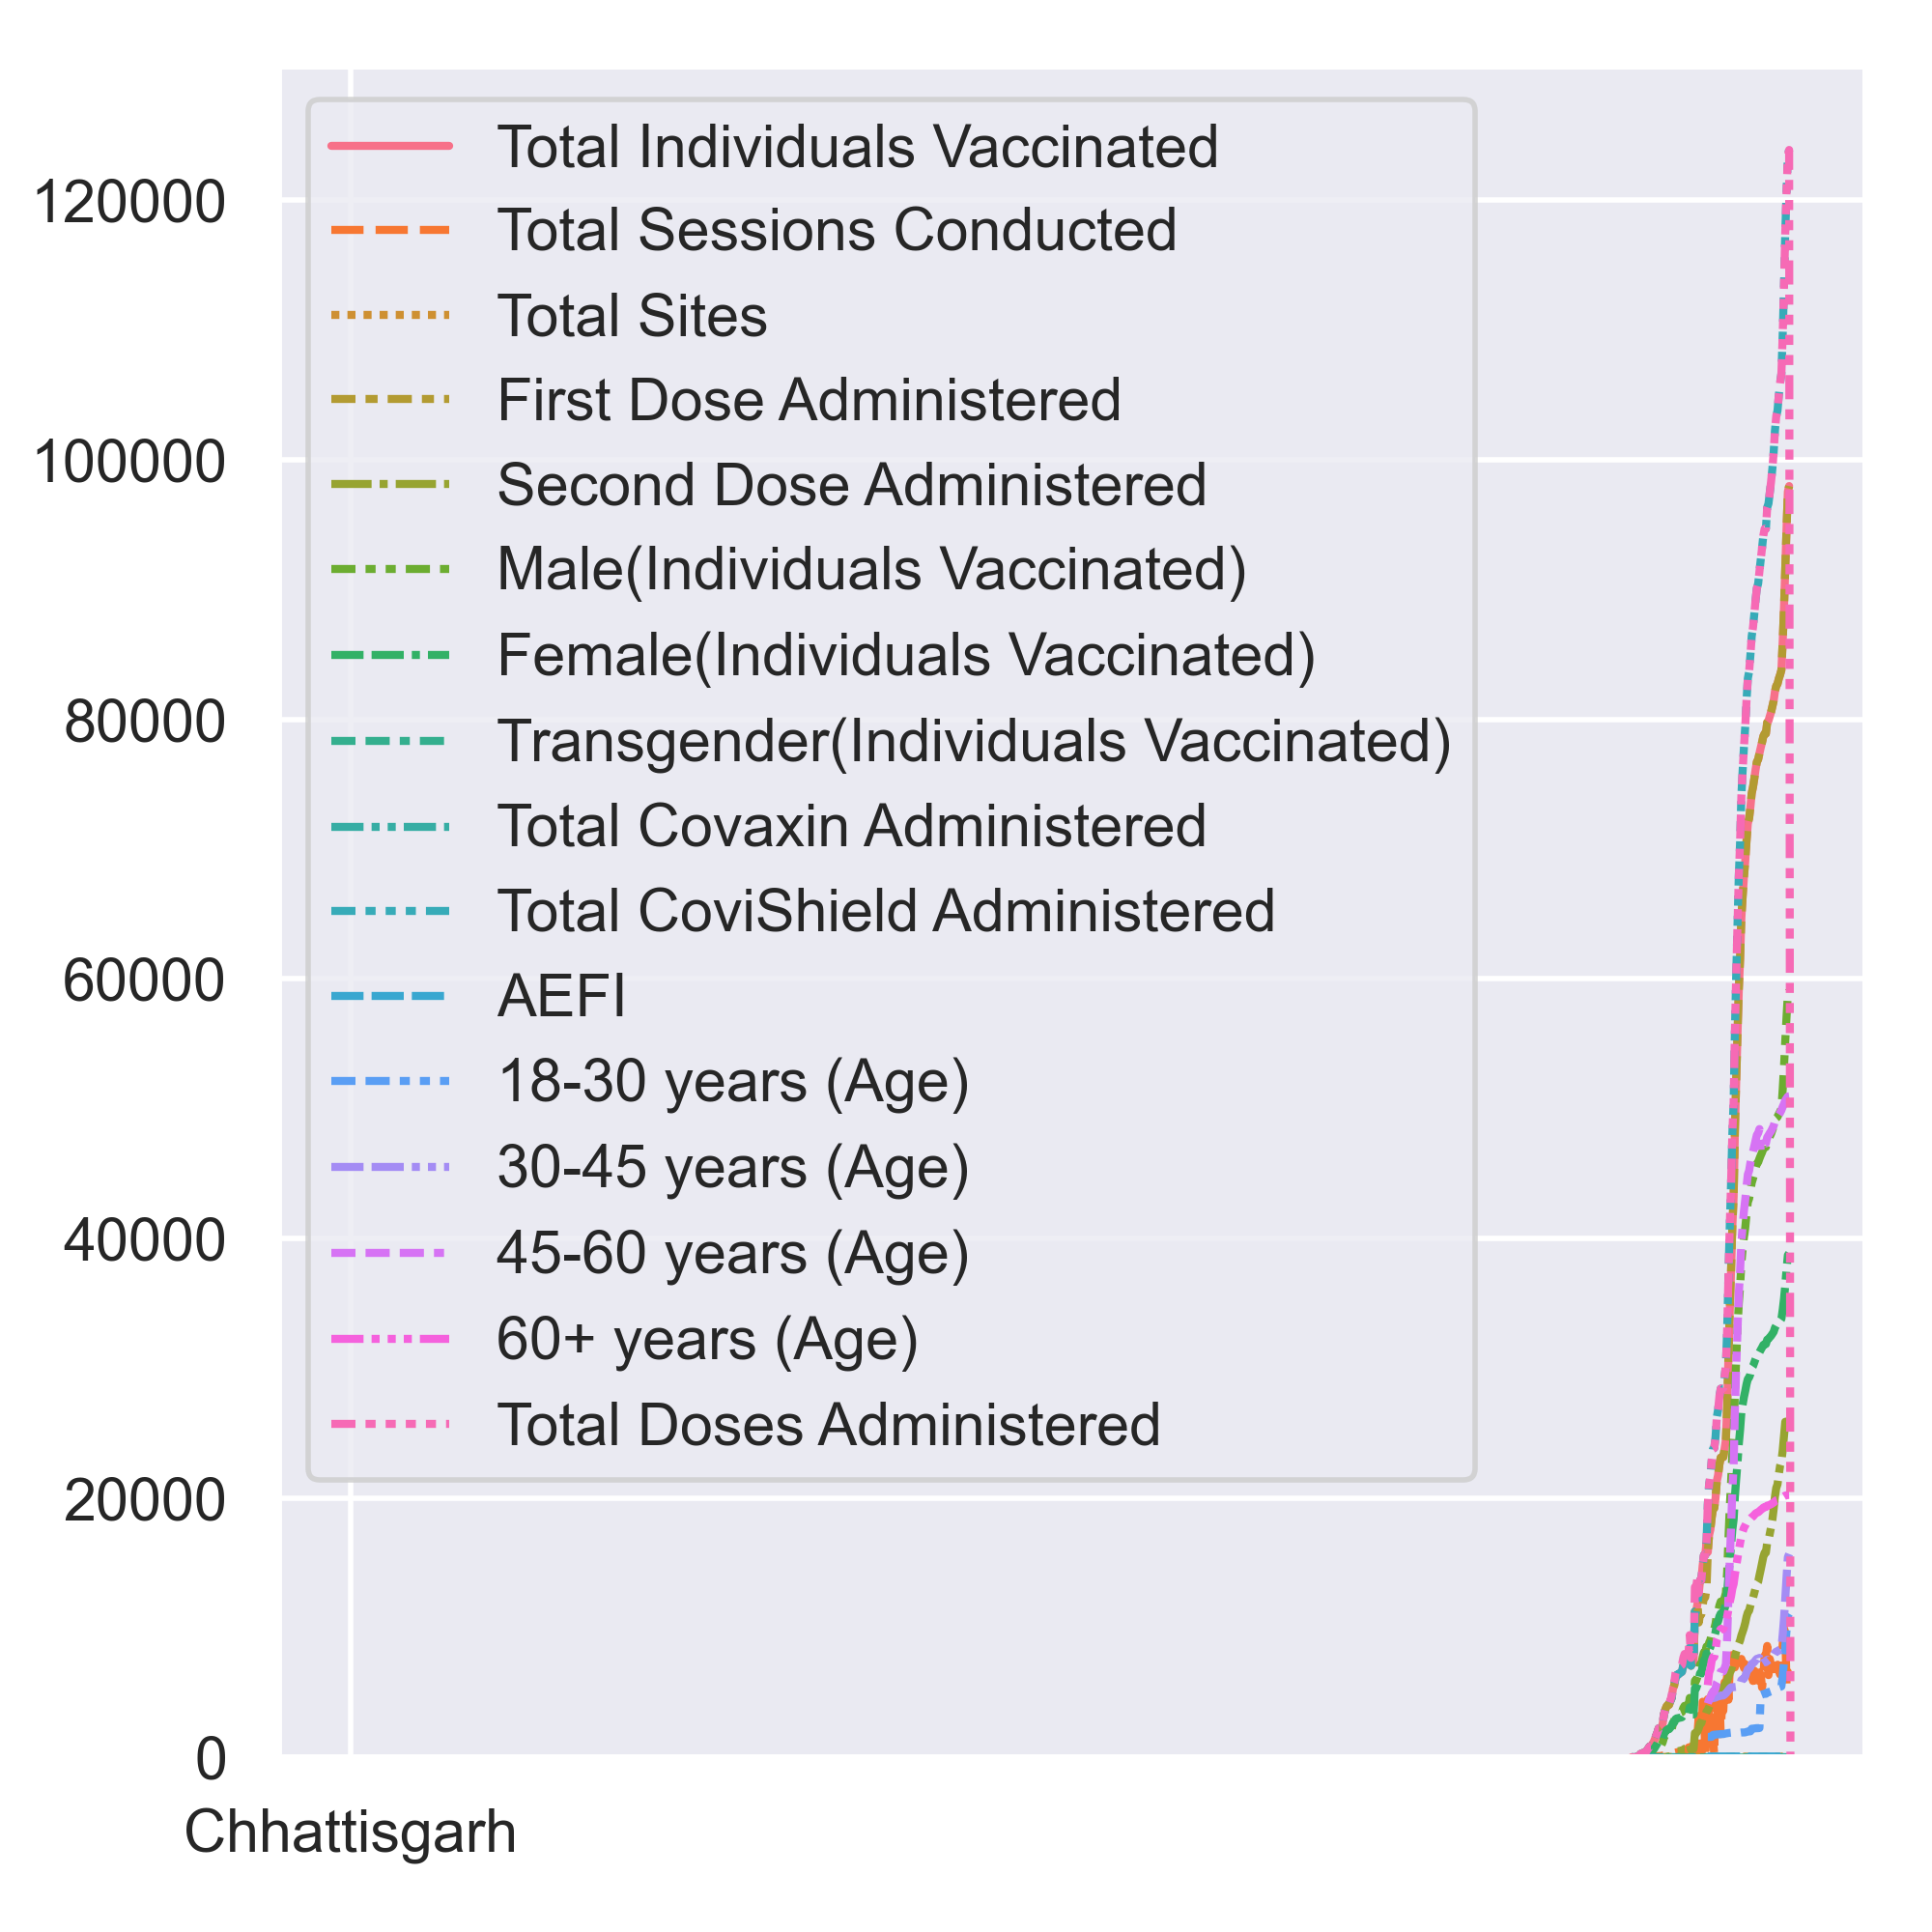 120000
100000
80000
60000
40000
20000
0
Chhattisgarh
Total Individuals Vaccinated
Total Sessions Conducted
Total Sites
First Dose Administered
Second Dose Administered
Male(Individuals Vaccinated)
Female(Individuals Vaccinated)
Transgender(Individuals Vaccinated)
Total Covaxin Administered
Total CoviShield Administered
AEFI
18-30 years (Age)
30-45 years (Age)
45-60 years (Age)
60+ years (Age)
Total Doses Administered